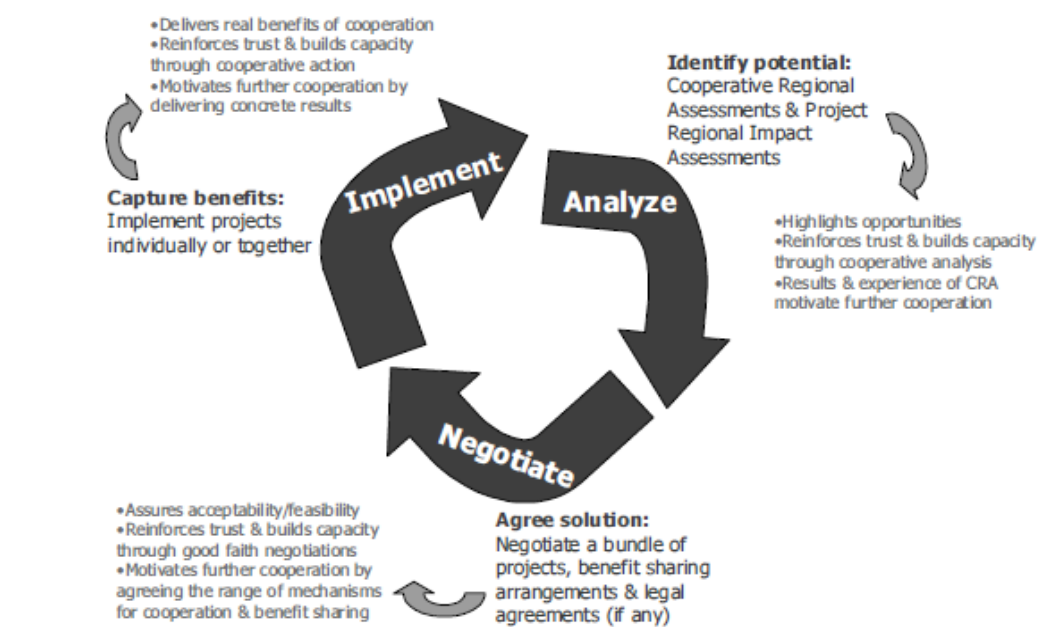 •Delivers real benefits of cooperation
•Reinforces trust & builds capacity
through cooperative action
•Motivates further cooperation by
delivering concrete results
Identify potential:
Cooperative Regional
Assessments & Project
Regional Impact
Assessments
Implement
Analyze
Capture benefits:
Implement projects
individually or together
•Highlights opportunities
•Reinforces trust & builds capacity
through cooperative analysis
•Results & experience of CRA
motivate further cooperation
Negotiate
•Assures acceptability/feasibility
•Reinforces trust & builds capacity
through good faith negotiations
•Motivates further cooperation by
agreeing the range of mechanisms
for cooperation & benefit sharing
Agree solution:
Negotiate a bundle of
projects, benefit sharing
arrangements & legal
agreements (if any)